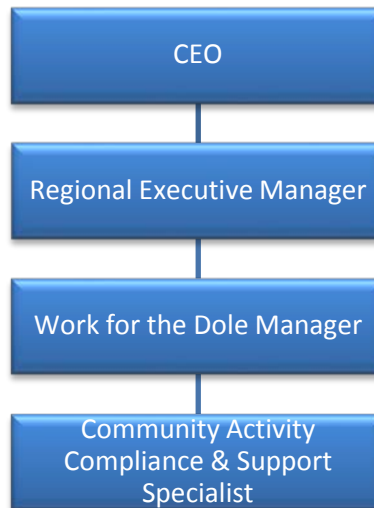 CEO
Regional Executive Manager
Work for the Dole Manager
Community Activity
Compliance & Support
Specialist